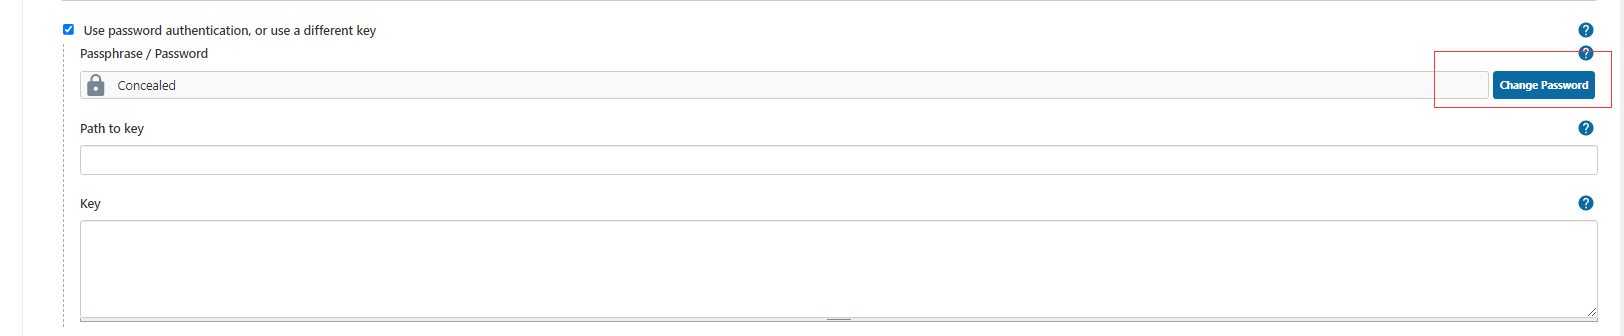 Use password authentication, or use a different key
?
Passphrase / Password
?
Concealed
Change Password
Path to key
?
Key
?